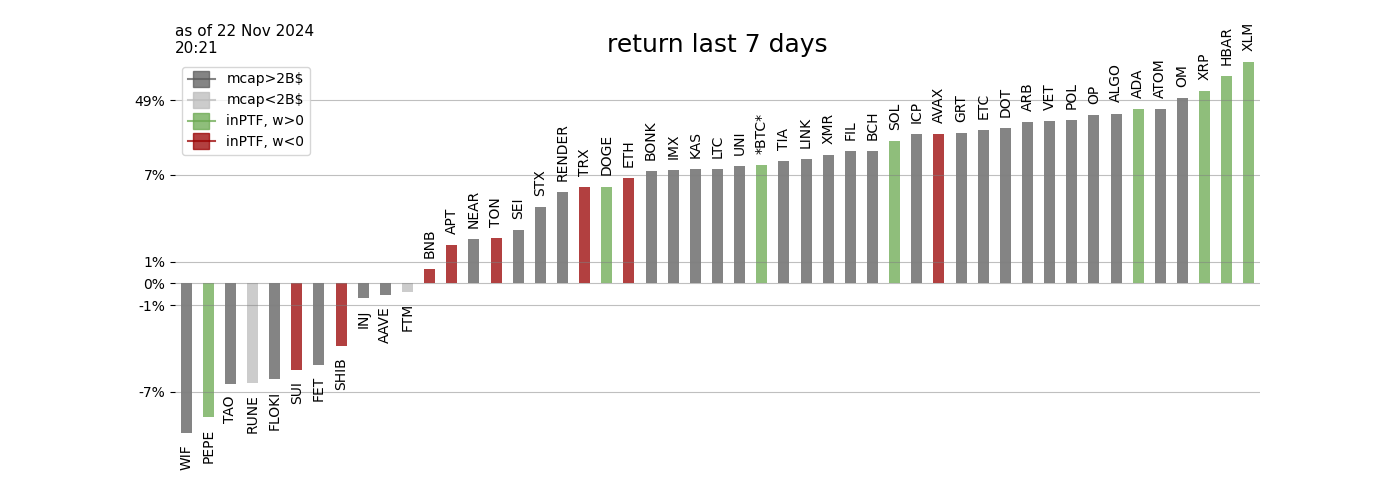 as of 22 Nov 2024
20:21
return last 7 days
mcap>2B$
mcap<2B$
inPTF, w>0
inPTF, w<0
49%
7%
1%
0%
-1%
-7%
WIF
PEPE
TAO
RUNE
FLOKI
SUI
FET
SHIB
INJ
AAVE
FTM
BNB
APT
NEAR
TON
SEI
STX
RENDER
TRX
DOGE
ETH
BONK
IMX
KAS
LTC
UNI
*BTC*
TIA
LINK
XMR
FIL
BCH
SOL
ICP
AVAX
GRT
ETC
DOT
ARB
VET
POL
OP
ALGO
ADA
ATOM
OM
XRP
HBAR
XLM